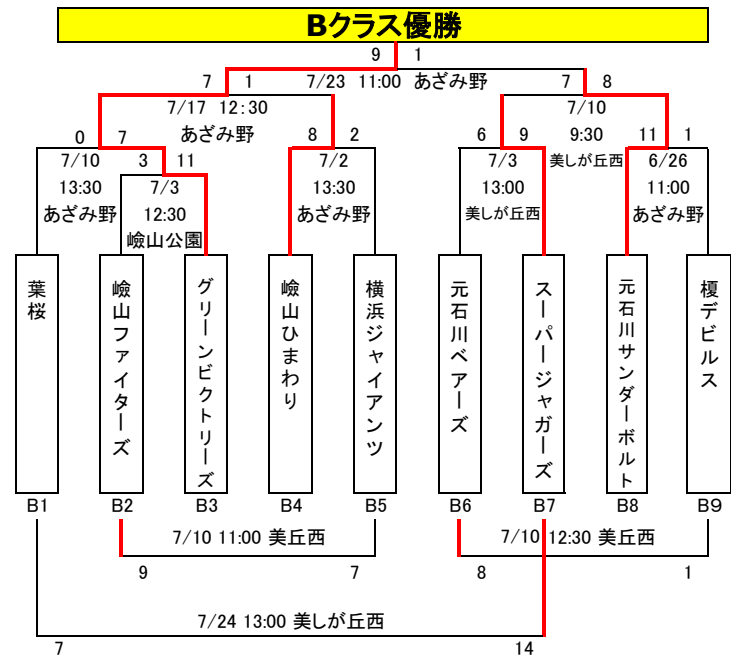 Bクラス優勝
9 1
7 1 7/23 11:00 あざみ野 7 8
7/17 12:30 7/10
0 7 あざみ野 8 2 6 9 9:30 11 1
7/10 3 11 7/2 7/3 美しが丘西 6/26
13:30 7/3 13:30 13:00 11:00
あざみ野 12:30 あざみ野 美しが丘西 あざみ野
嶮山公園
葉桜
嶮山ファイターズ
グリーンビクトリーズ
嶮山ひまわり
横浜ジャイアンツ
元石川ベアーズ
スーパージャガーズ
元石川サンダーボルト
榎デビルス
B1 B2 B3 B4 B5 B6 B7 B8 B9
7/10 11:00 美丘西 7/10 12:30 美丘西
9 7 8 1
7/24 13:00 美しが丘西
7 14